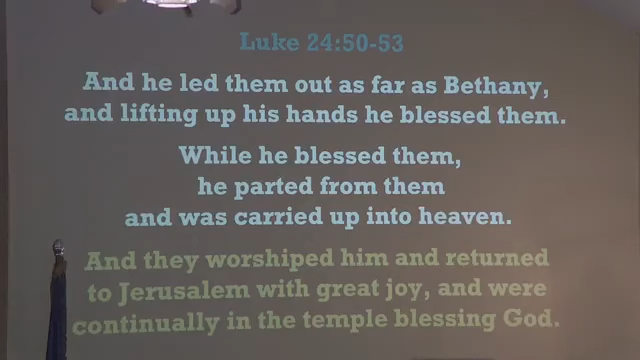 Luke 24:50-53
And he led them out as far as Bethany,
and lifting up his hands he blessed them.
While he blessed them,
he parted from them
and was carried up into heaven.
And they worshiped him and returned
to Jerusalem with great joy, and were
continually in the temple blessing God.